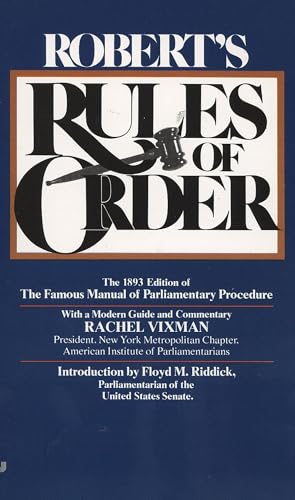 ROBERT'S
RULES
OF
ORDER
The 1893 Edition of
The Famous Manual of Parliamentary Procedure
With a Modern Guide and Commentary
RACHEL VIXMAN
President, New York Metropolitan Chapter,
American Institute of Parliamentarians
Introduction by Floyd M. Riddick,
Parliamentarian of the
United States Senate.